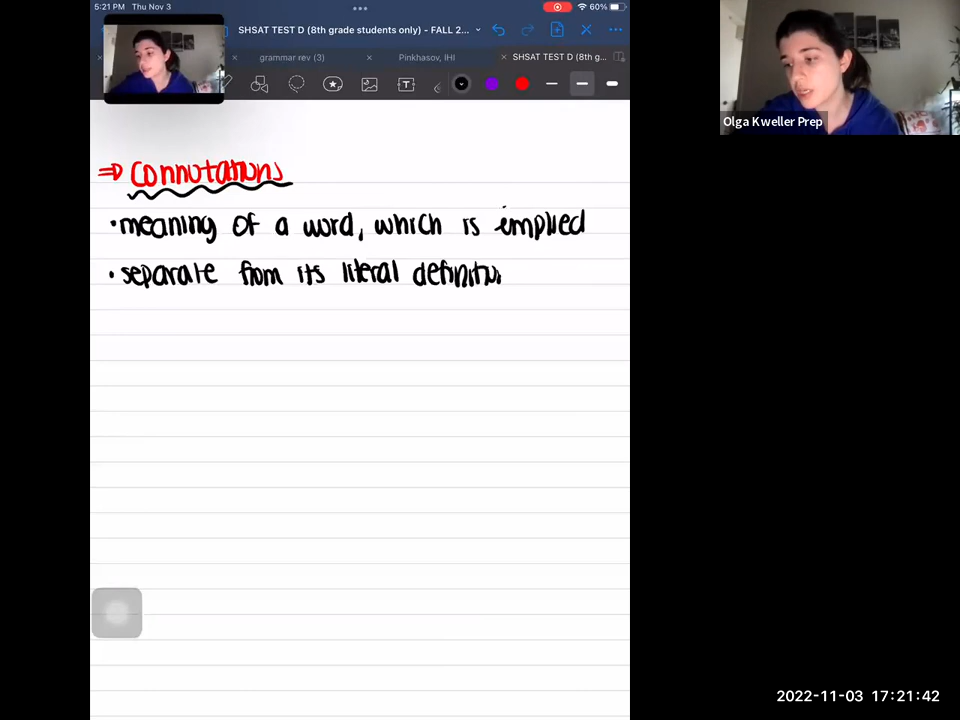 5:21 PM Thu Nov 3
60%
SHSAT TEST D (8th grade students only) - FALL 2...
grammar rev (3)
Pinkhasov, IHI
SHSAT TEST D (8th g...
Olga Kweller Prep
⇒ Connotations
• meaning of a word, which is implied
• separate from its literal definitio
2022-11-03 17:21:42